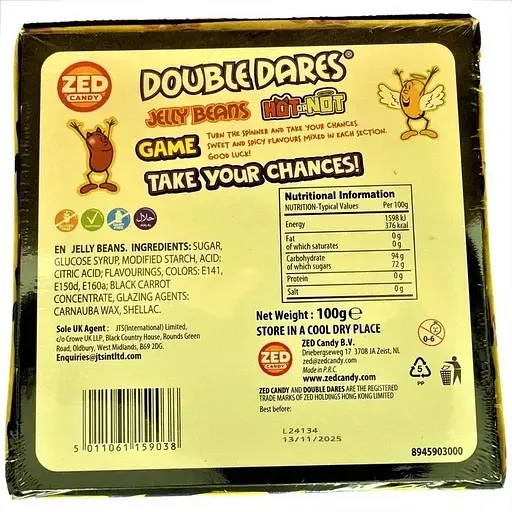 ZED
CANDY
DOUBLE DARES
JELLY BEANS HOT OR NOT
GAME
TURN THE SPINNER AND TAKE YOUR CHANCES.
SWEET AND SPICY FLAVOURS MIXED IN EACH SECTION.
GOOD LUCK!
TAKE YOUR CHANCES!
Nutritional Information
NUTRITION-Typical Values Per 100g
Energy 1598 kJ
376 kcal
Fat 0 g
of which saturates 0 g
Carbohydrate 94 g
of which sugars 72 g
Protein 0 g
Salt 0 g
EN JELLY BEANS. INGREDIENTS: SUGAR,
GLUCOSE SYRUP, MODIFIED STARCH, ACID:
CITRIC ACID; FLAVOURINGS, COLORS: E141,
E150d, E160a; BLACK CARROT
CONCENTRATE, GLAZING AGENTS:
CARNAUBA WAX, SHELLAC.
Sole UK Agent : JTS(International) Limited,
c/o Crowe UK LLP, Black Country House, Rounds Green
Road, Oldbury, West Midlands, B69 2DG.
Enquiries@jtsintltd.com
Net Weight : 100g e
STORE IN A COOL DRY PLACE
ZED
CANDY
ZED Candy B.V.
Driebergseweg 17 3708 JA Zeist, NL
zed@zedcandy.com
Made in P.R.C.
www.zedcandy.com
0-6
5
PP
ZED CANDY AND DOUBLE DARES ARE THE REGISTERED
TRADE MARKS OF ZED HOLDINGS HONG KONG LIMITED
Best before:
L24134
13/11/2025
5 011061 159038
8945903000